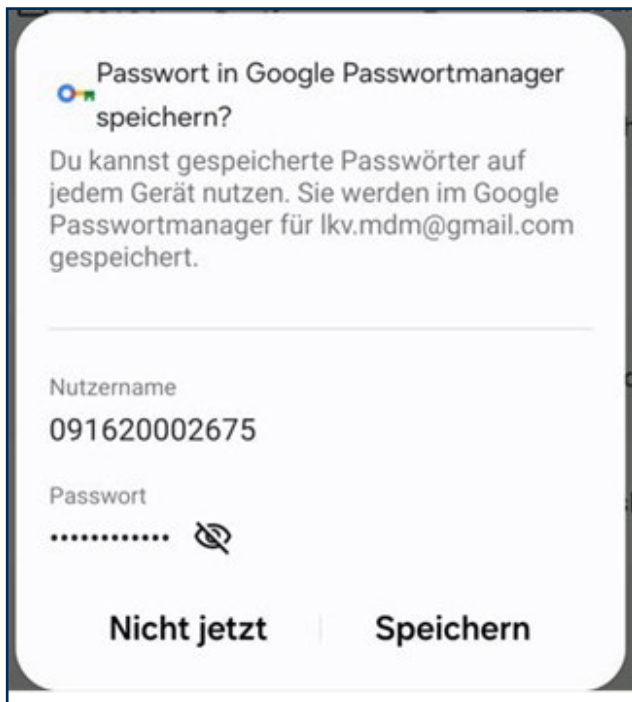 Passwort in Google Passwortmanager
speichern?
Du kannst gespeicherte Passwörter auf
jedem Gerät nutzen. Sie werden im Google
Passwortmanager für lkv.mdm@gmail.com
gespeichert.
Nutzername
091620002675
Passwort
••••••••••••
Nicht jetzt
Speichern